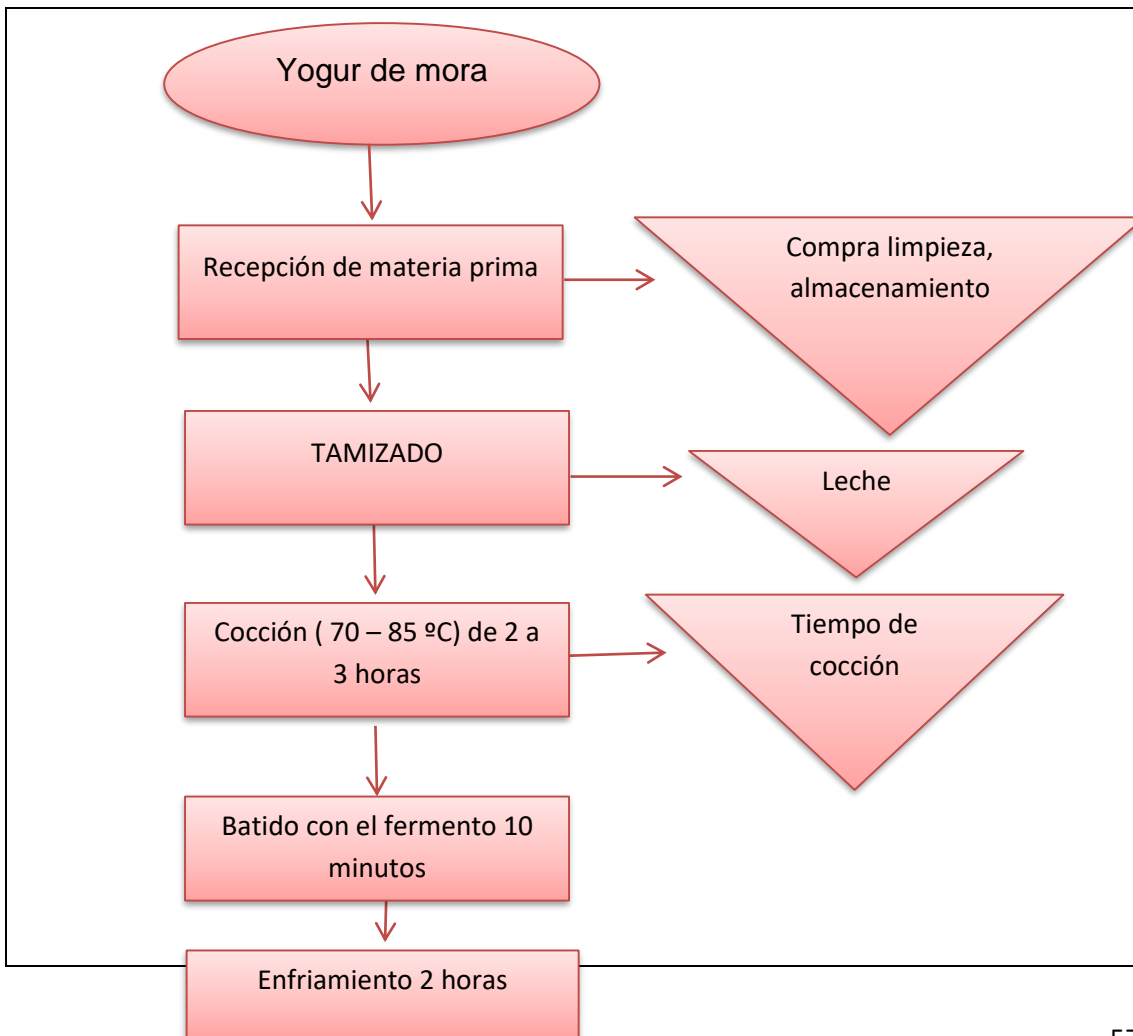 Yogur de mora
Recepción de materia prima
Compra limpieza,
almacenamiento
TAMIZADO
Leche
Cocción ( 70 – 85 ºC) de 2 a
3 horas
Tiempo de
cocción
Batido con el fermento 10
minutos
Enfriamiento 2 horas